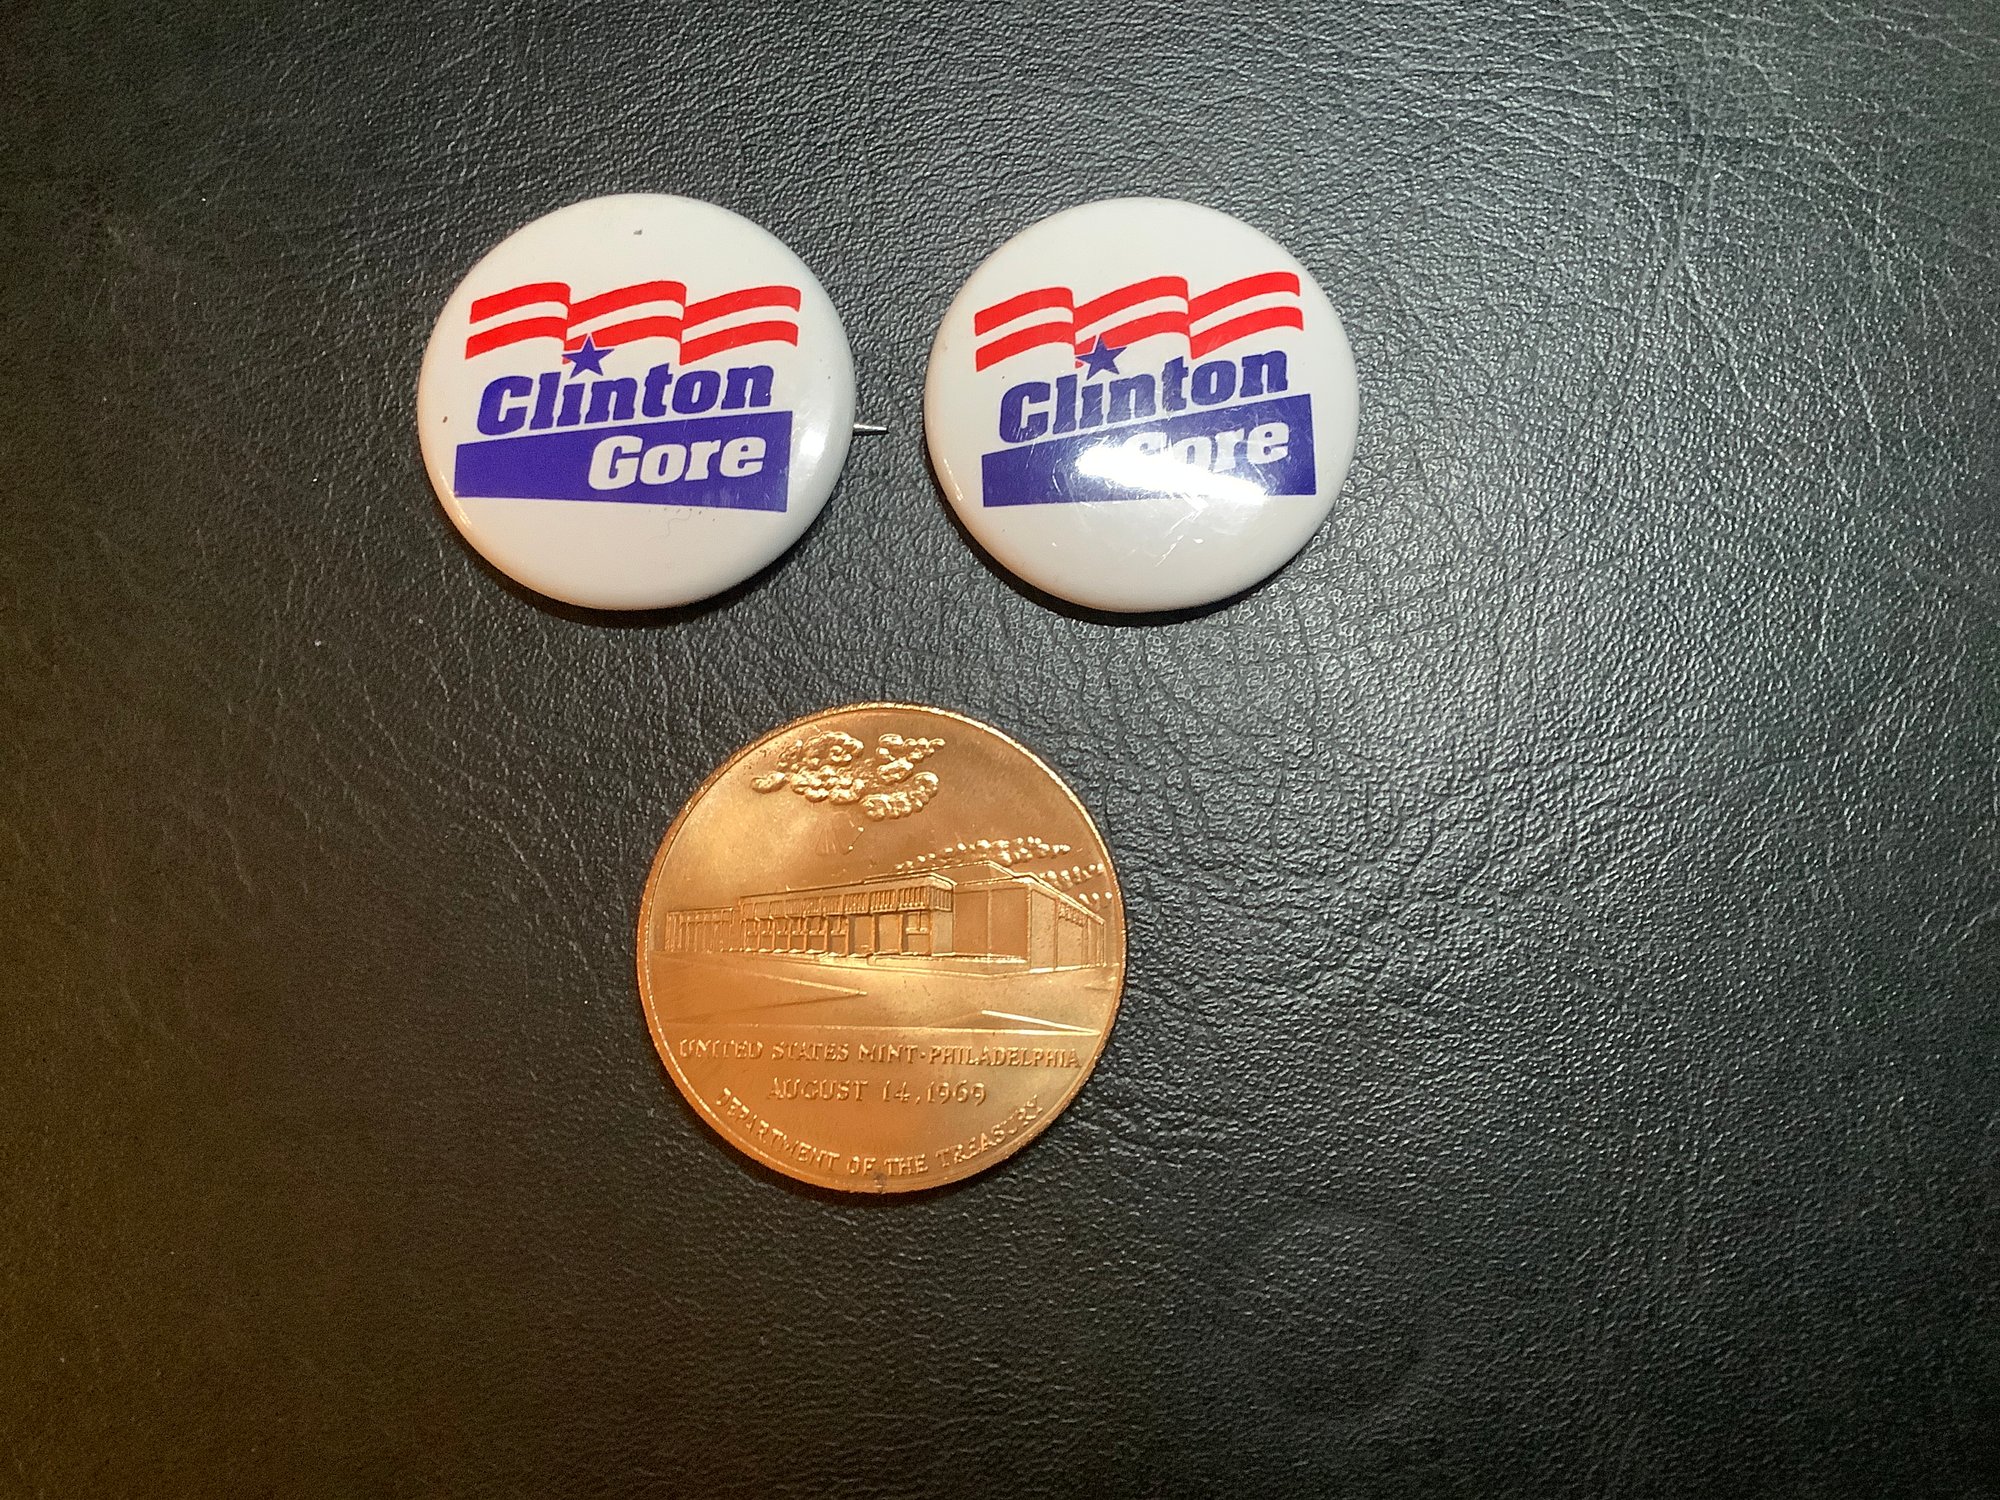 Clinton
Gore
Clinton
Gore
UNITED STATES MINT·PHILADELPHIA
AUGUST 14, 1969
DEPARTMENT OF THE TREASURY